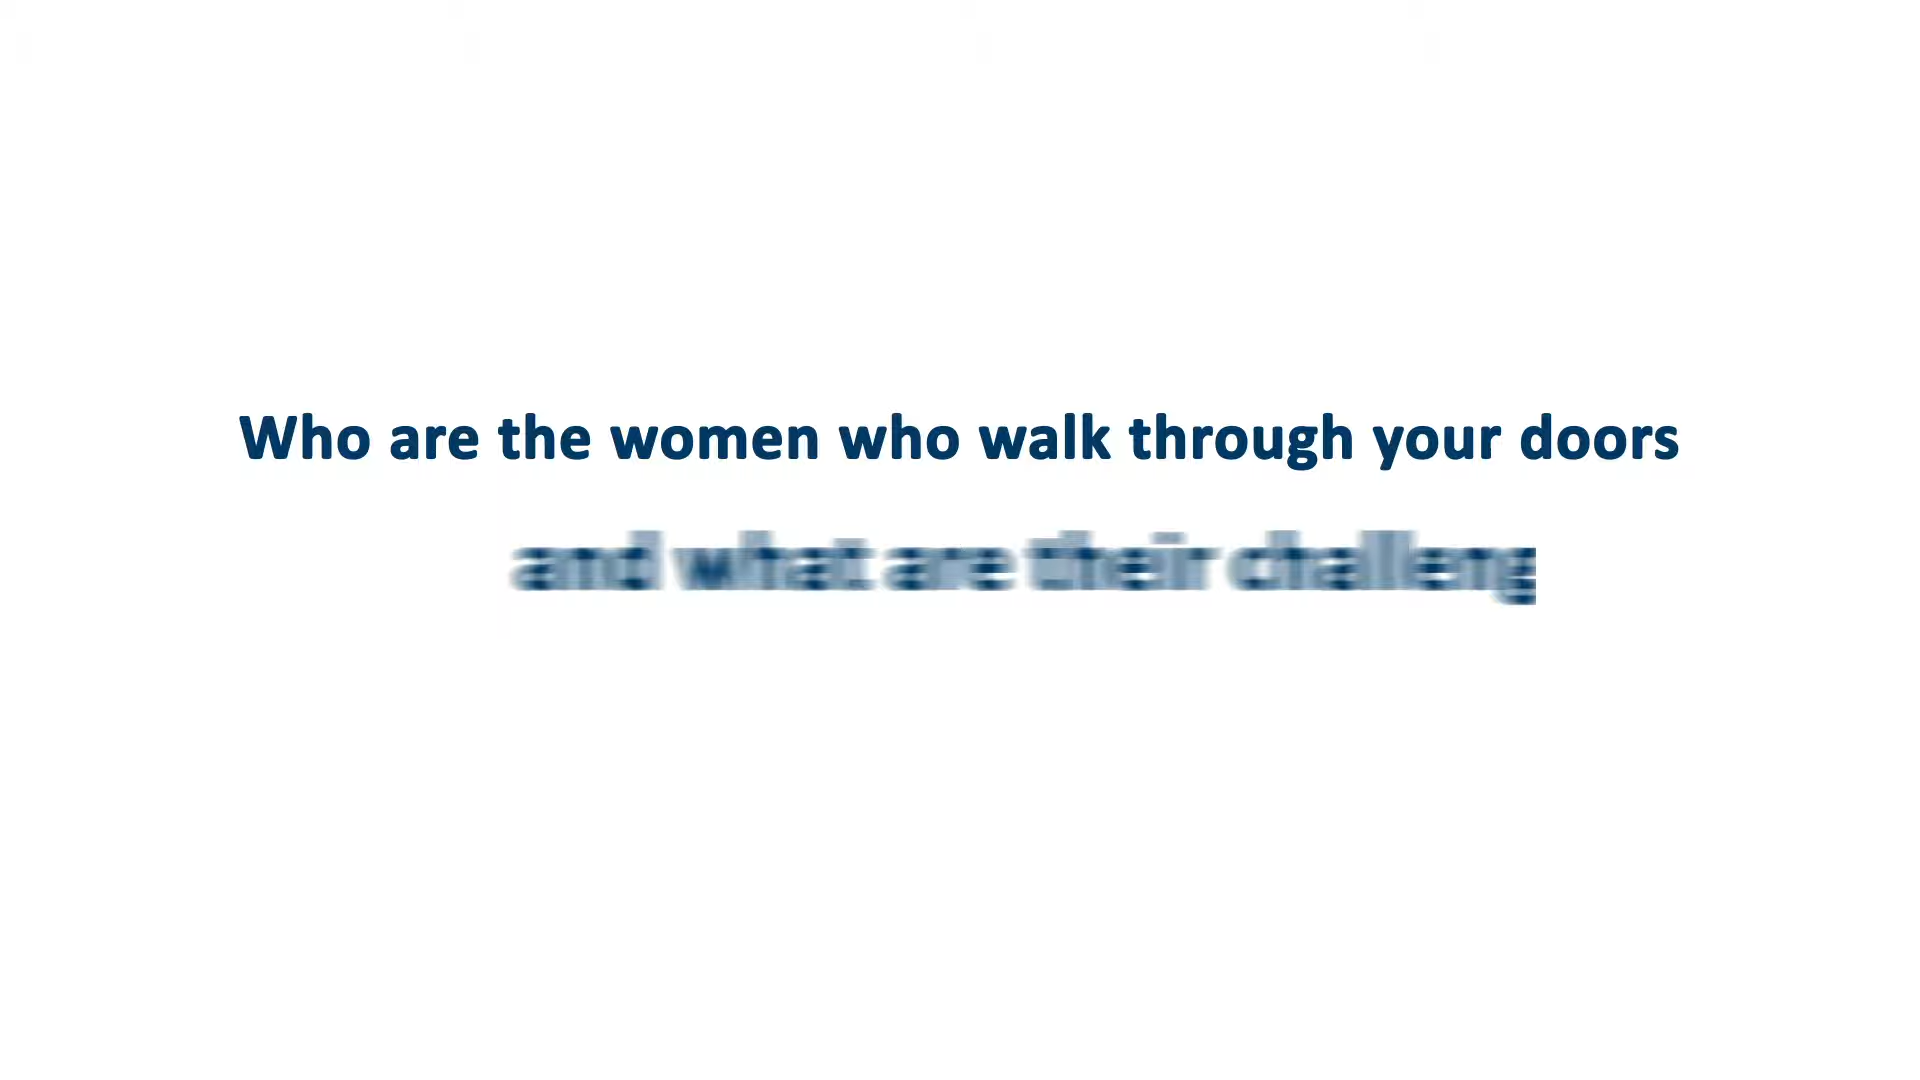 Who are the women who walk through your doors
and what are their challeng